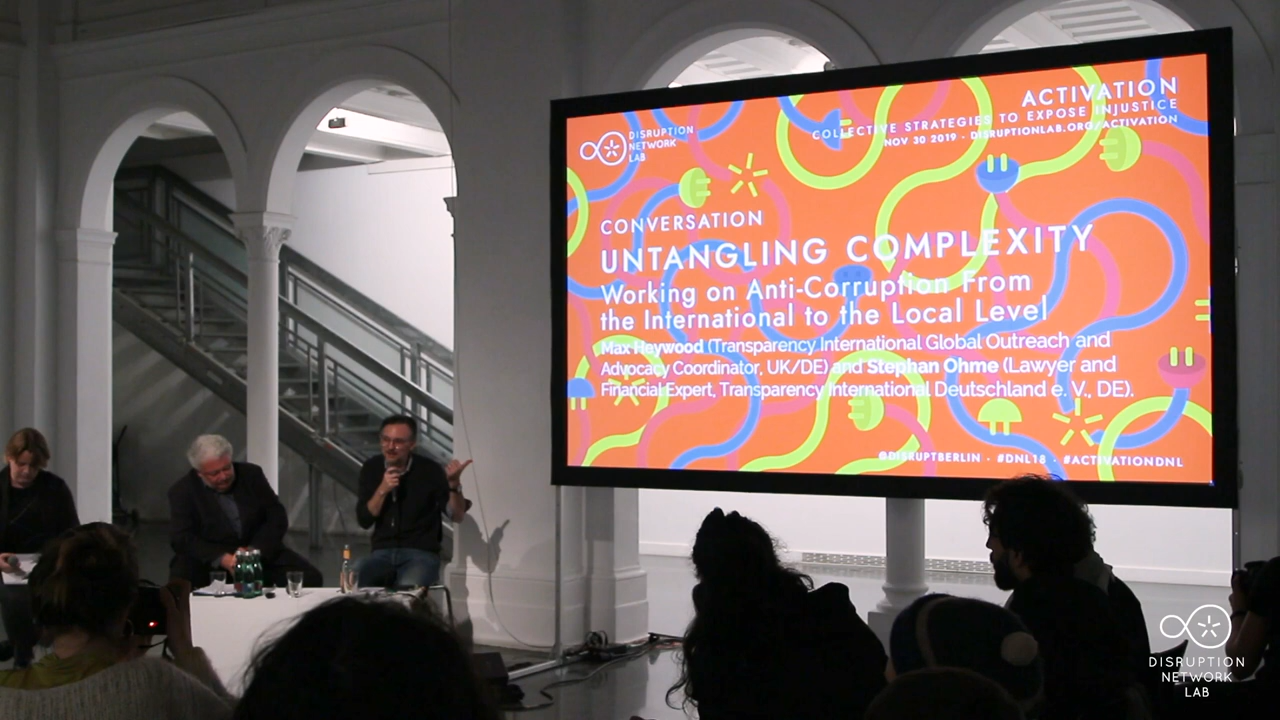 DISRUPTION
NETWORK
LAB
ACTIVATION
COLLECTIVE STRATEGIES TO EXPOSE INJUSTICE
NOV 30 2019 · DISRUPTIONLAB.ORG/ACTIVATION
CONVERSATION
UNTANGLING COMPLEXITY
Working on Anti-Corruption From
the International to the Local Level
Max Heywood (Transparency International Global Outreach and
Advocacy Coordinator, UK/DE) and Stephan Ohme (Lawyer and
Financial Expert, Transparency International Deutschland e. V., DE).
@DISRUPTBERLIN · #DNL18 · #ACTIVATIONDNL
DISRUPTION
NETWORK
LAB